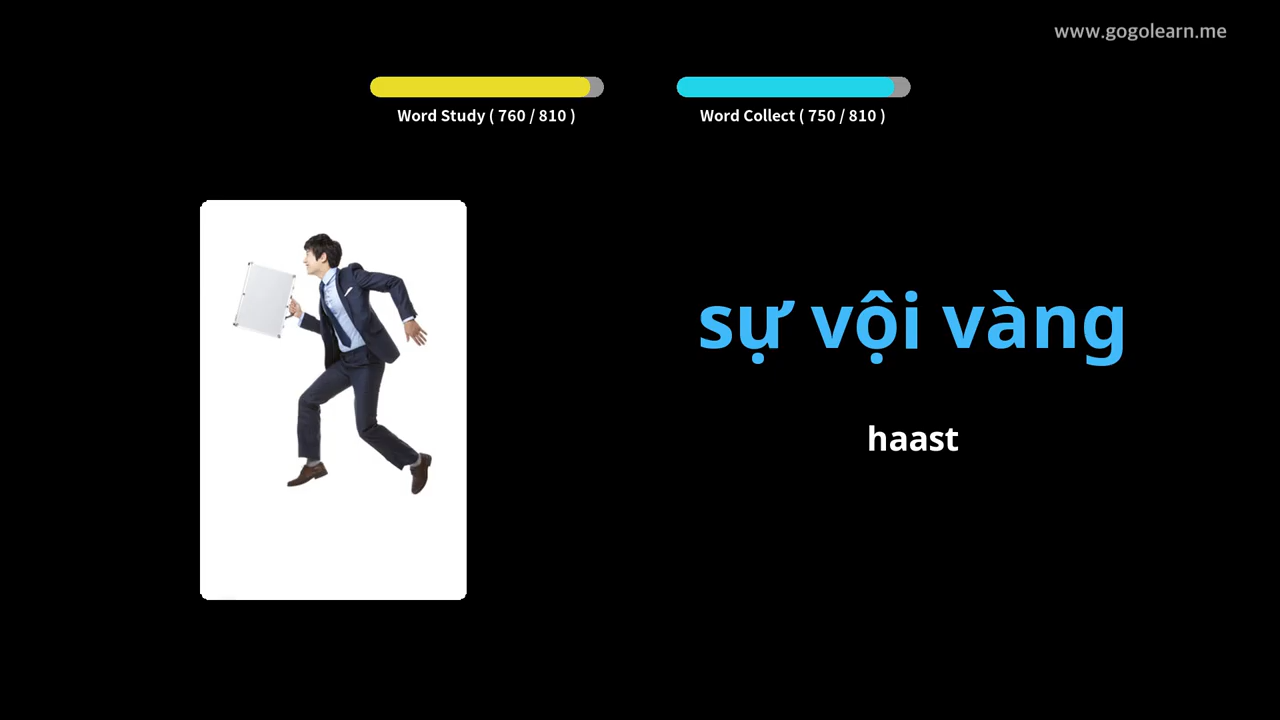 www.gogolearn.me
Word Study ( 760 / 810 )
Word Collect ( 750 / 810 )
sự vội vàng
haast